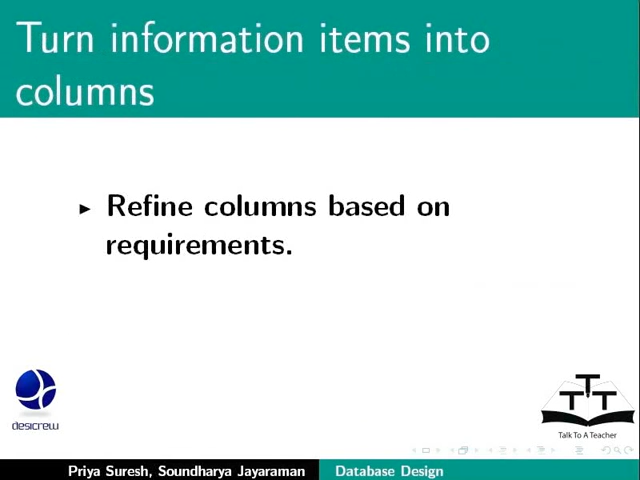 Turn information items into
columns
Refine columns based on
requirements.
desicrew
TTT
Talk To A Teacher
Priya Suresh, Soundharya Jayaraman
Database Design